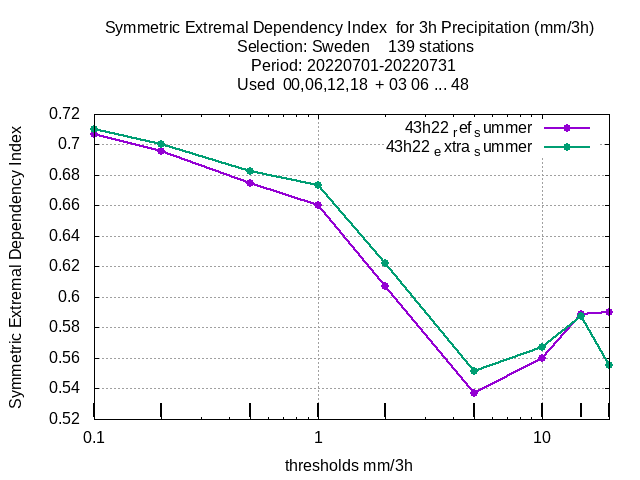 Symmetric Extremal Dependency Index for 3h Precipitation (mm/3h)
Selection: Sweden 139 stations
Period: 20220701-20220731
Used 00,06,12,18 + 03 06 ... 48
43h22 ref summer
43h22 extra summer
Symmetric Extremal Dependency Index
0.72
0.7
0.68
0.66
0.64
0.62
0.6
0.58
0.56
0.54
0.52
0.1 1 10
thresholds mm/3h